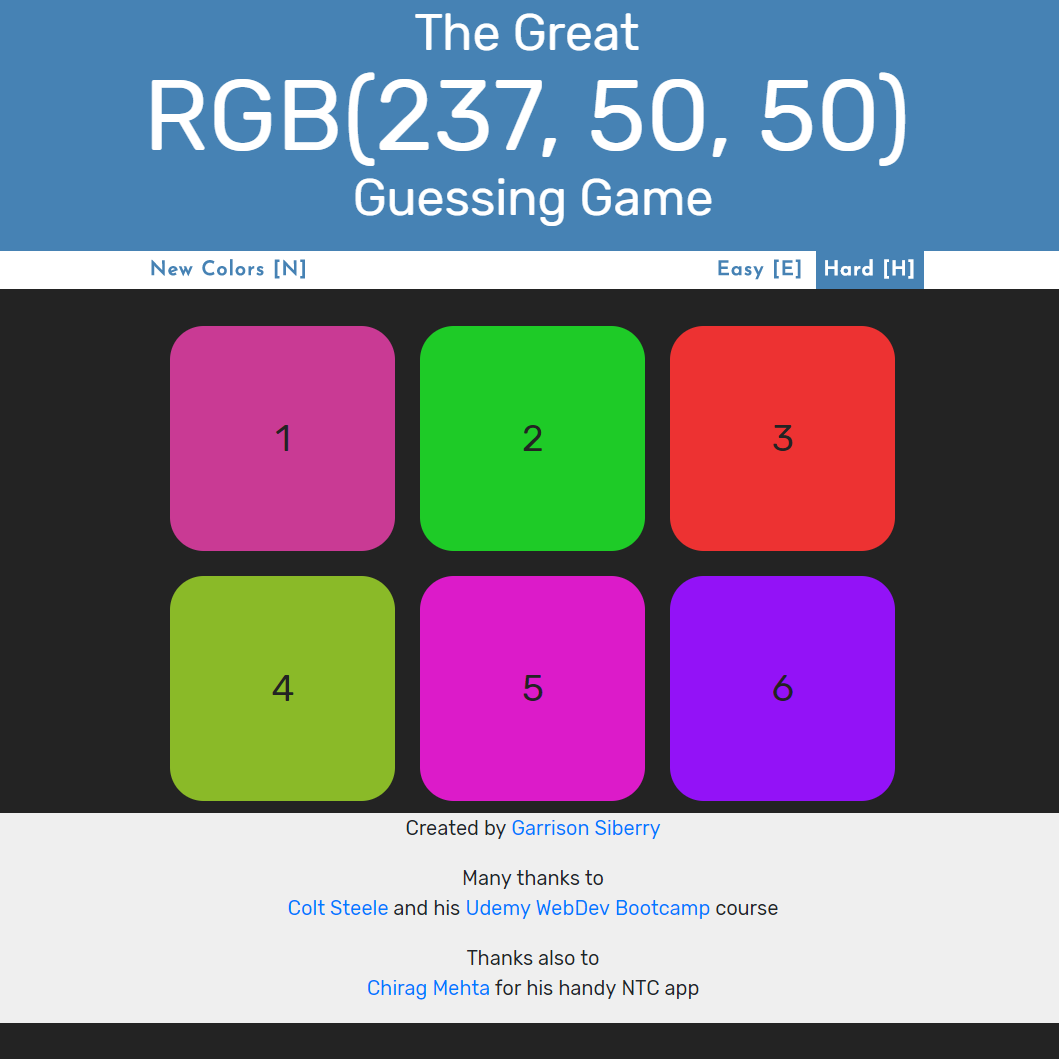 The Great
RGB(237, 50, 50)
Guessing Game
New Colors [N] Easy [E] Hard [H]
1 2 3
4 5 6
Created by Garrison Siberry
Many thanks to
Colt Steele and his Udemy WebDev Bootcamp course
Thanks also to
Chirag Mehta for his handy NTC app